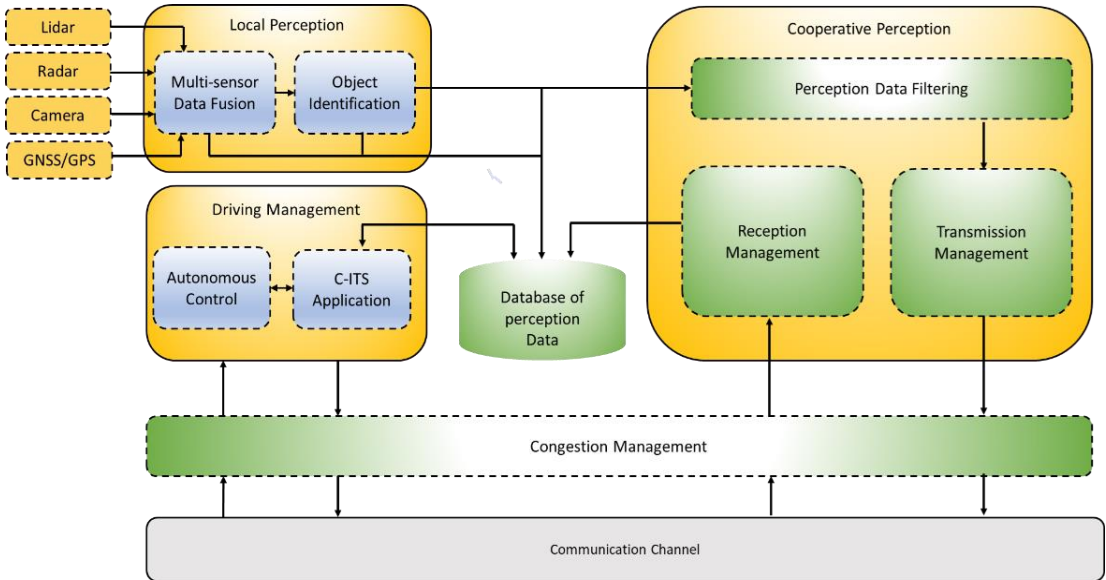 Lidar
Radar
Camera
GNSS/GPS
Local Perception
Multi-sensor
Data Fusion
Object
Identification
Cooperative Perception
Perception Data Filtering
Reception
Management
Transmission
Management
Driving Management
Autonomous
Control
C-ITS
Application
Database of
perception
Data
Congestion Management
Communication Channel